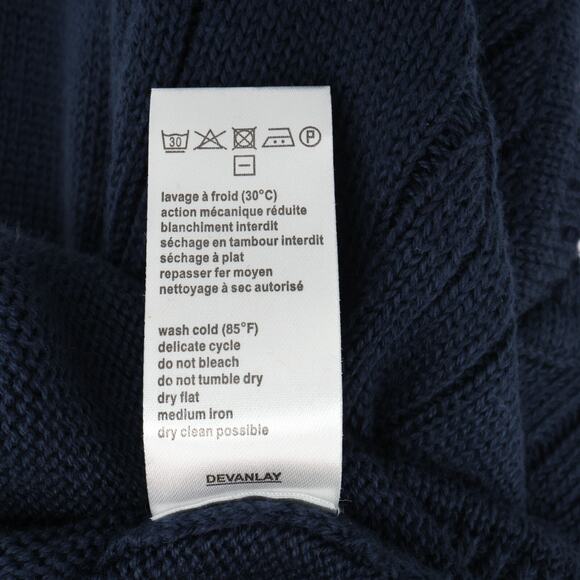 30 P
lavage à froid (30°C)
action mécanique réduite
blanchiment interdit
séchage en tambour interdit
séchage à plat
repasser fer moyen
nettoyage à sec autorisé
wash cold (85°F)
delicate cycle
do not bleach
do not tumble dry
dry flat
medium iron
dry clean possible
DEVANLAY